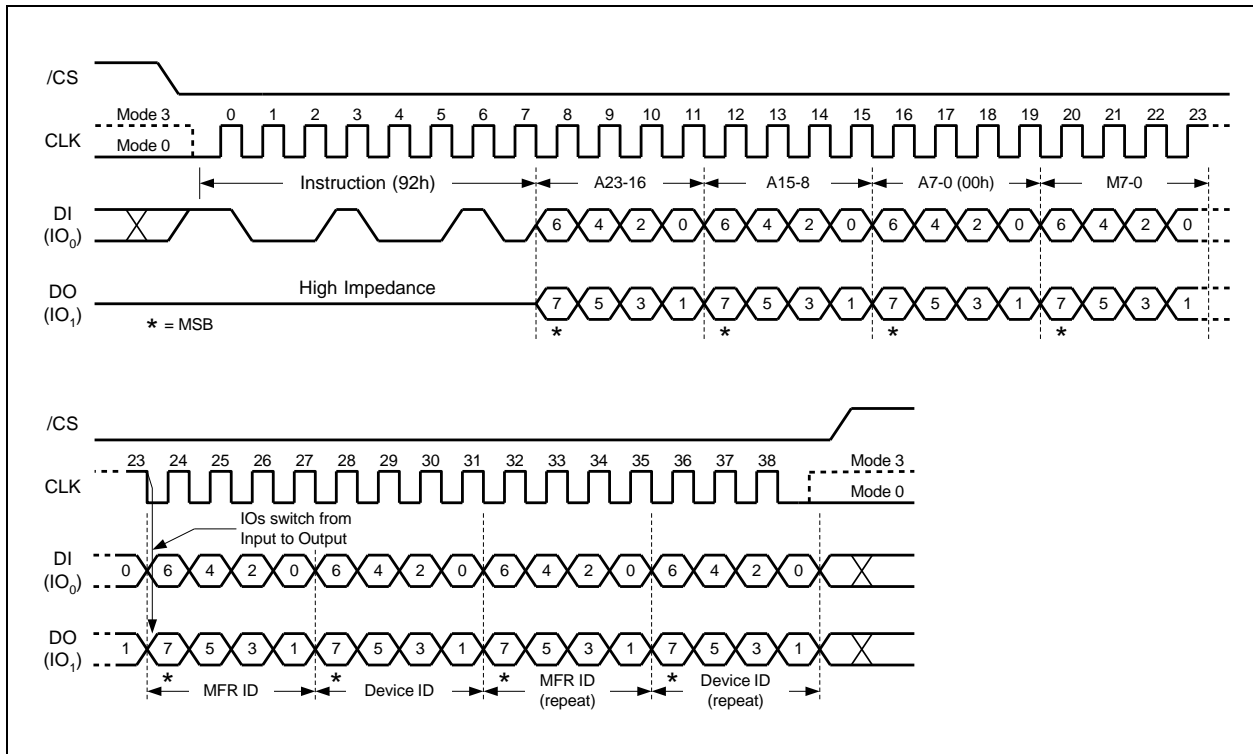 /CS
Mode 3 0 1 2 3 4 5 6 7 8 9 10 11 12 13 14 15 16 17 18 19 20 21 22 23
CLK
Mode 0
Instruction (92h) A23-16 A15-8 A7-0 (00h) M7-0
DI
(IO0)
6 4 2 0 6 4 2 0 6 4 2 0 6 4 2 0
High Impedance
DO
(IO1)
7 5 3 1 7 5 3 1 7 5 3 1 7 5 3 1
* = MSB * * * *
/CS
23 24 25 26 27 28 29 30 31 32 33 34 35 36 37 38 Mode 3
CLK
Mode 0
IOs switch from
Input to Output
DI
(IO0)
0 6 4 2 0 6 4 2 0 6 4 2 0 6 4 2 0
DO
(IO1)
1 7 5 3 1 7 5 3 1 7 5 3 1 7 5 3 1
* * * *
MFR ID Device ID MFR ID
(repeat)
Device ID
(repeat)